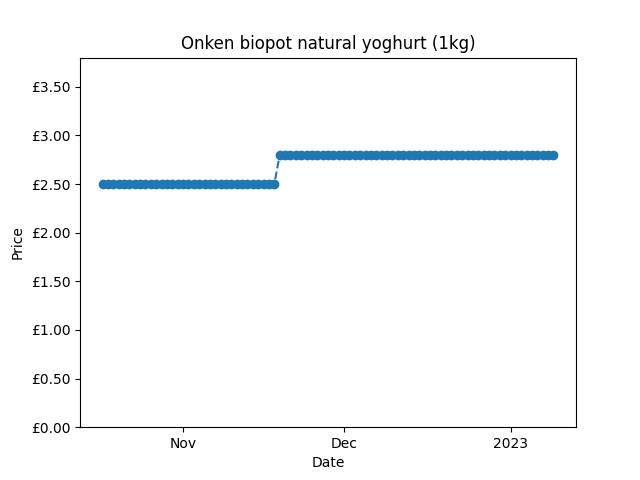 Onken biopot natural yoghurt (1kg)
£3.50
£3.00
£2.50
£2.00
£1.50
£1.00
£0.50
£0.00
Price
Nov
Dec
2023
Date